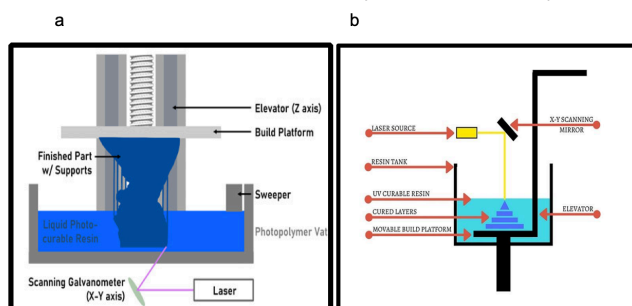 a
b
Elevator (Z axis)
Build Platform
Finished Part
w/ Supports
Sweeper
Liquid Photo-
curable Resin
Photopolymer Vat
Scanning Galvanometer
(X-Y axis)
Laser
LASER SOURCE
X-Y SCANNING
MIRROR
RESIN TANK
UV CURABLE RESIN
CURED LAYERS
ELEVATOR
MOVABLE BUILD PLATFORM